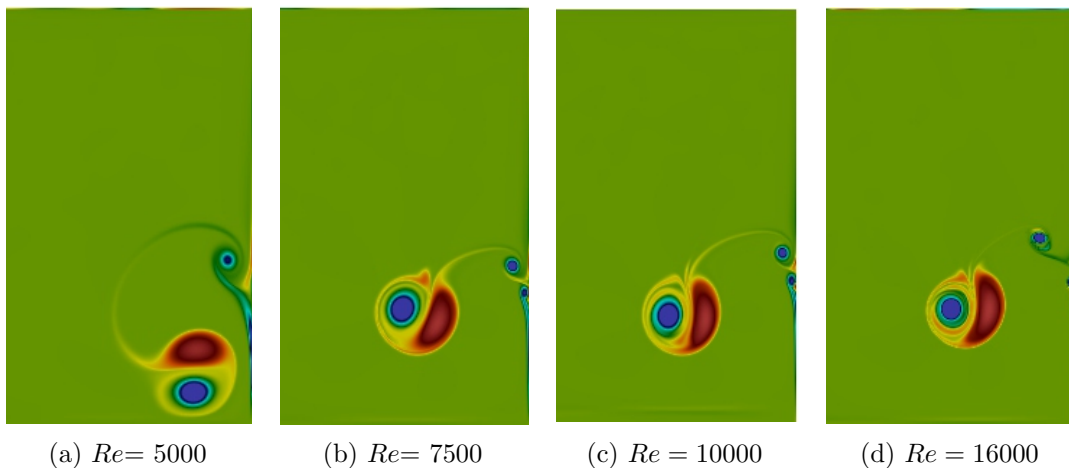 (a) Re= 5000 (b) Re= 7500 (c) Re = 10000 (d) Re = 16000